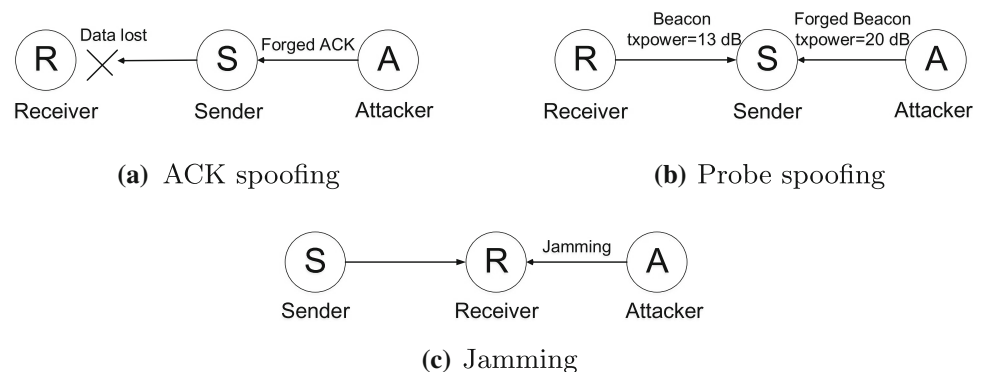 Data lost
Forged ACK
R S A
Receiver Sender Attacker
(a) ACK spoofing
Beacon
txpower=13 dB
Forged Beacon
txpower=20 dB
R S A
Receiver Sender Attacker
(b) Probe spoofing
Jamming
S R A
Sender Receiver Attacker
(c) Jamming